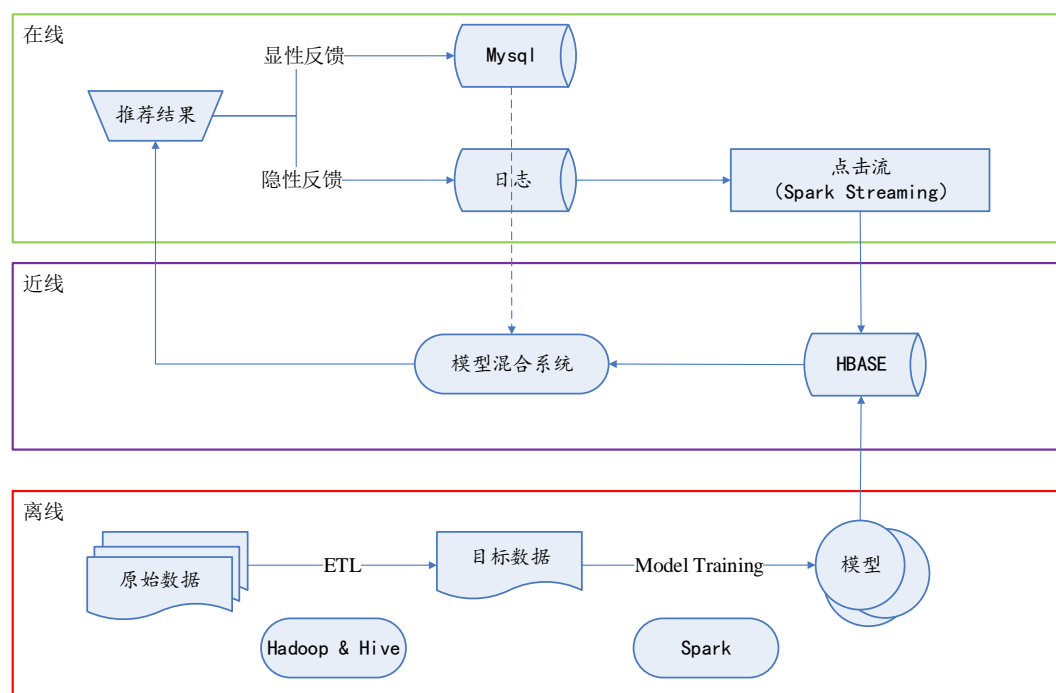 在线
显性反馈
Mysql
推荐结果
隐性反馈
日志
点击流
（Spark Streaming）
近线
模型混合系统
HBASE
离线
原始数据
ETL
目标数据
Model Training
模型
Hadoop & Hive
Spark